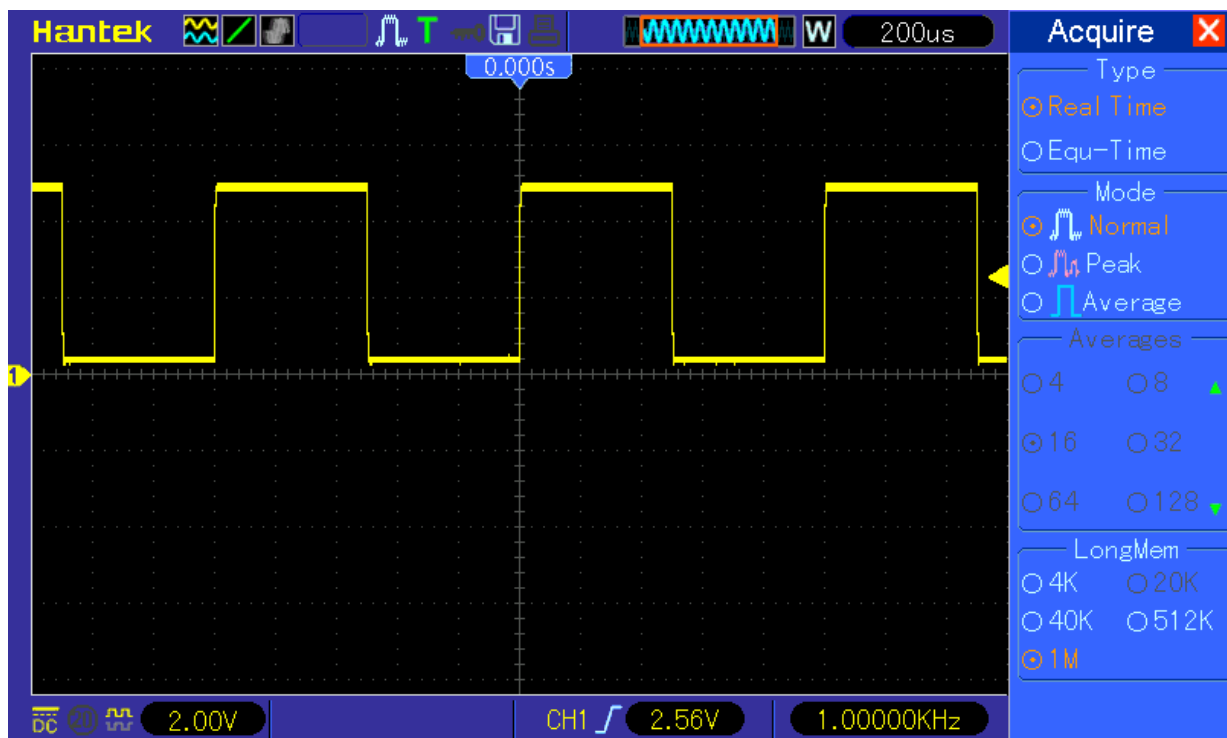 Hantek T W 200us Acquire X
0.000s
Type
Real Time
Equ-Time
Mode
Normal
Peak
Average
Averages
4 8
16 32
64 128
LongMem
4K 20K
40K 512K
1M
1
DC 20 2.00V CH1 2.56V 1.00000KHz